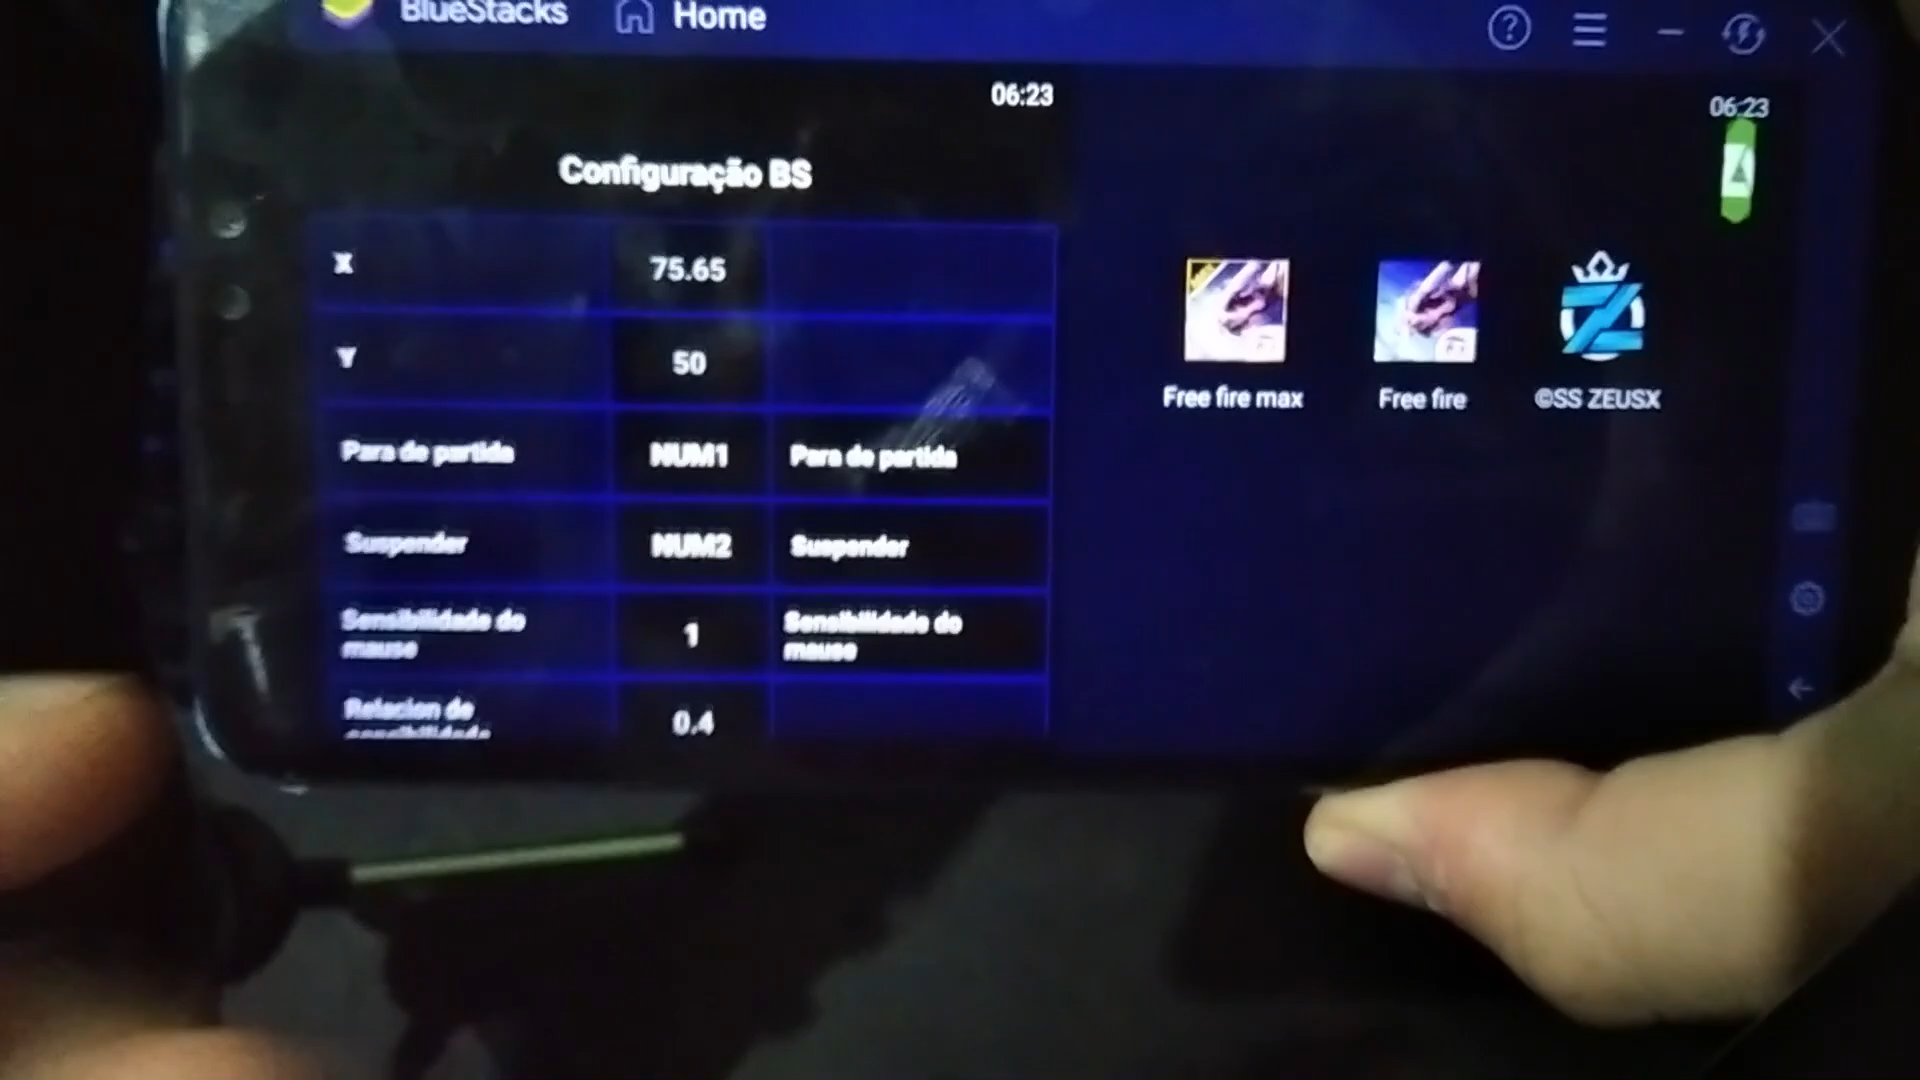 BlueStacks
Home
06:23
06:23
Configuração BS
X
75.65
Y
50
Para de partida
NUM1
Para de partida
Suspender
NUM2
Suspender
Sensibilidade do
mause
1
Sensibilidade do
mause
Relacion de
sensibilidade
0.4
Free fire max
Free fire
©SS ZEUSX